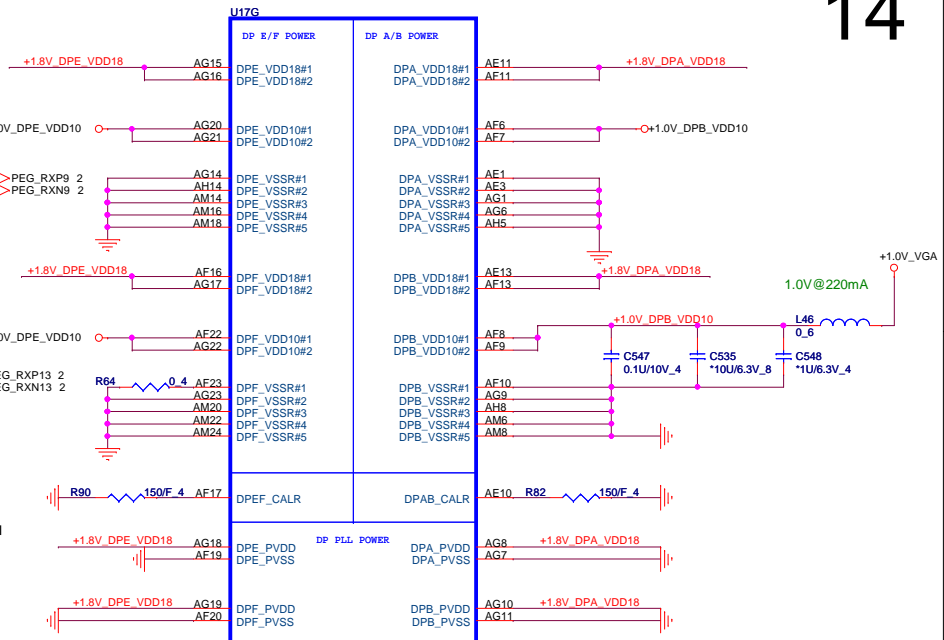 14
U17G
DP E/F POWER
DP A/B POWER
+1.8V_DPE_VDD18 AG15 DPE_VDD18#1 DPA_VDD18#1 AE11 +1.8V_DPA_VDD18
AG16 DPE_VDD18#2 DPA_VDD18#2 AF11
0V_DPE_VDD10 AG20 DPE_VDD10#1 DPA_VDD10#1 AF6 +1.0V_DPB_VDD10
AG21 DPE_VDD10#2 DPA_VDD10#2 AF7
PEG_RXP9 2 AG14 DPE_VSSR#1 DPA_VSSR#1 AE1
PEG_RXN9 2 AH14 DPE_VSSR#2 DPA_VSSR#2 AE3
AM14 DPE_VSSR#3 DPA_VSSR#3 AG1
AM16 DPE_VSSR#4 DPA_VSSR#4 AG6
AM18 DPE_VSSR#5 DPA_VSSR#5 AH5
+1.0V_VGA
+1.8V_DPE_VDD18 AF16 DPF_VDD18#1 DPB_VDD18#1 AE13 +1.8V_DPA_VDD18
AG17 DPF_VDD18#2 DPB_VDD18#2 AF13
1.0V@220mA
+1.0V_DPB_VDD10 L46
0_6
0V_DPE_VDD10 AF22 DPF_VDD10#1 DPB_VDD10#1 AF8
AG22 DPF_VDD10#2 DPB_VDD10#2 AF9
C547 C535 C548
0.1U/10V_4 *10U/6.3V_8 *1U/6.3V_4
EG_RXP13 2
EG_RXN13 2
R64 0_4 AF23 DPF_VSSR#1 DPB_VSSR#1 AF10
AG23 DPF_VSSR#2 DPB_VSSR#2 AG9
AM20 DPF_VSSR#3 DPB_VSSR#3 AH8
AM22 DPF_VSSR#4 DPB_VSSR#4 AM6
AM24 DPF_VSSR#5 DPB_VSSR#5 AM8
R90 150/F_4 AF17 DPEF_CALR DPAB_CALR AE10 R82 150/F_4
DP PLL POWER
+1.8V_DPE_VDD18 AG18 DPE_PVDD DPA_PVDD AG8 +1.8V_DPA_VDD18
AF19 DPE_PVSS DPA_PVSS AG7
+1.8V_DPE_VDD18 AG19 DPF_PVDD DPB_PVDD AG10 +1.8V_DPA_VDD18
AF20 DPF_PVSS DPB_PVSS AG11